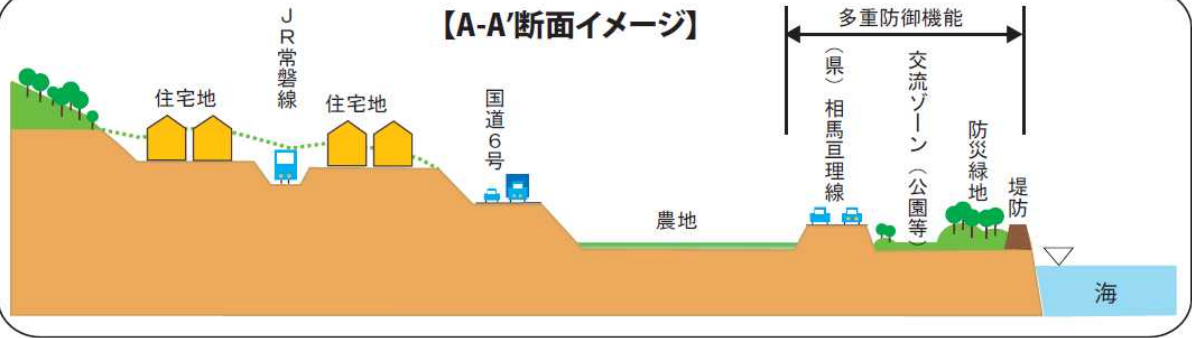 【A-A'断面イメージ】
多重防御機能
住宅地
JR常磐線
住宅地
国道6号
農地
（県）相馬亘理線
交流ゾーン（公園等）
防災緑地
堤防
海